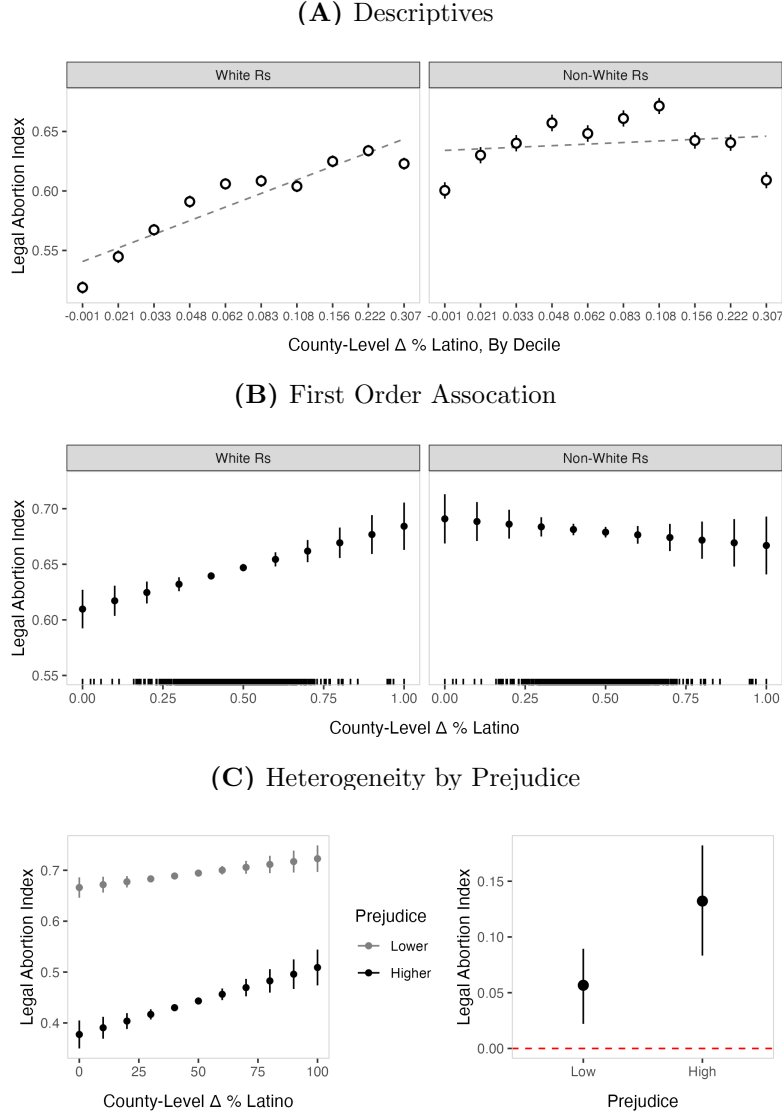 (A) Descriptives
White Rs
Non-White Rs
Legal Abortion Index
0.65
0.60
0.55
-0.001 0.021 0.033 0.048 0.062 0.083 0.108 0.156 0.222 0.307
-0.001 0.021 0.033 0.048 0.062 0.083 0.108 0.156 0.222 0.307
County-Level Δ % Latino, By Decile
(B) First Order Assocation
White Rs
Non-White Rs
Legal Abortion Index
0.70
0.65
0.60
0.55
0.00 0.25 0.50 0.75 1.00
0.00 0.25 0.50 0.75 1.00
County-Level Δ % Latino
(C) Heterogeneity by Prejudice
Legal Abortion Index
0.7
0.6
0.5
0.4
0 25 50 75 100
County-Level Δ % Latino
Prejudice
Lower
Higher
Legal Abortion Index
0.15
0.10
0.05
0.00
Low High
Prejudice